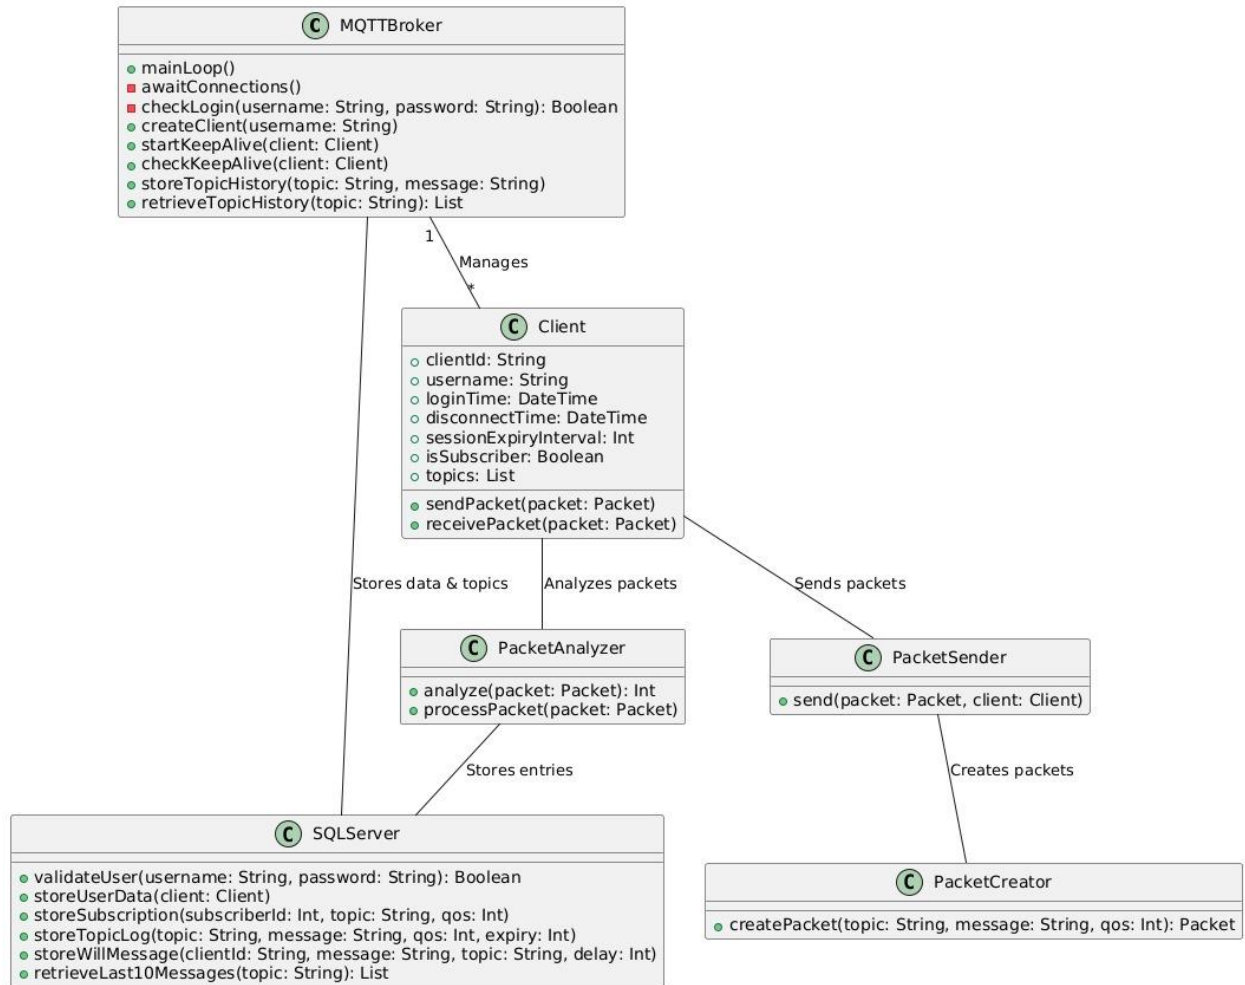 C MQTTBroker
mainLoop()
awaitConnections()
checkLogin(username: String, password: String): Boolean
createClient(username: String)
startKeepAlive(client: Client)
checkKeepAlive(client: Client)
storeTopicHistory(topic: String, message: String)
retrieveTopicHistory(topic: String): List
1
Manages
*
C Client
clientId: String
username: String
loginTime: DateTime
disconnectTime: DateTime
sessionExpiryInterval: Int
isSubscriber: Boolean
topics: List
sendPacket(packet: Packet)
receivePacket(packet: Packet)
Stores data & topics
Analyzes packets
Sends packets
C PacketAnalyzer
analyze(packet: Packet): Int
processPacket(packet: Packet)
C PacketSender
send(packet: Packet, client: Client)
Stores entries
Creates packets
C SQLServer
validateUser(username: String, password: String): Boolean
storeUserData(client: Client)
storeSubscription(subscriberId: Int, topic: String, qos: Int)
storeTopicLog(topic: String, message: String, qos: Int, expiry: Int)
storeWillMessage(clientId: String, message: String, topic: String, delay: Int)
retrieveLast10Messages(topic: String): List
C PacketCreator
createPacket(topic: String, message: String, qos: Int): Packet